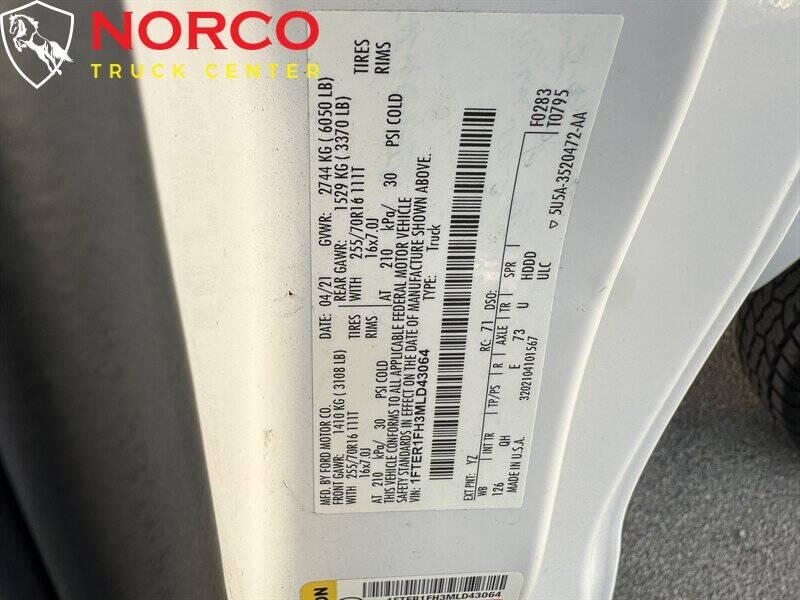 NORCO
TRUCK CENTER
MFD. BY FORD MOTOR CO.
DATE: 04/21 GVWR: 2744 KG ( 6050 LB)
FRONT GAWR: 1410 KG ( 3108 LB) REAR GAWR: 1529 KG ( 3370 LB)
WITH 255/70R16 111T TIRES WITH 255/70R16 111T TIRES
16x7.0J RIMS 16x7.0J RIMS
AT 210 kPa/ 30 PSI COLD AT 210 kPa/ 30 PSI COLD
THIS VEHICLE CONFORMS TO ALL APPLICABLE FEDERAL MOTOR VEHICLE
SAFETY STANDARDS IN EFFECT ON THE DATE OF MANUFACTURE SHOWN ABOVE.
VIN: 1FTER1FH3MLD43064 TYPE: Truck
F0283
T0795
EXT PNT: YZ RC: 71 DSO:
WB INT TR TP/PS R AXLE TR SPR
126 QH E 73 U HDDD
MADE IN U.S.A. 3202104101567 ULC
▽ 5U5A-3520472-AA
ON
1FTER1FH3MLD43064